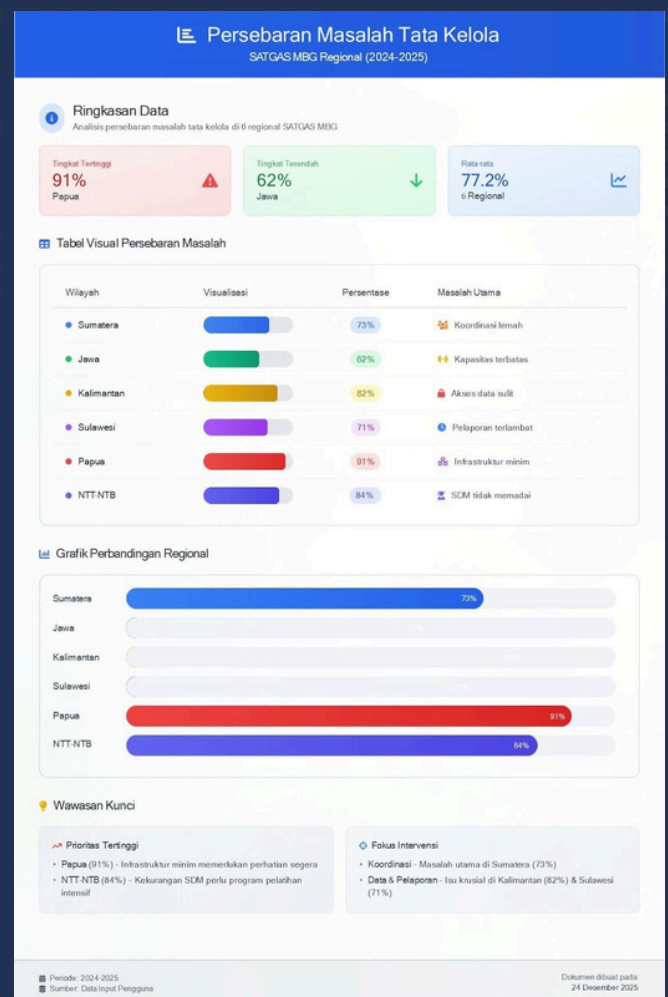 Persebaran Masalah Tata Kelola
SATGAS MBG Regional (2024-2025)
Ringkasan Data
Analisis persebaran masalah tata kelola di 6 regional SATGAS MBG
Tingkat Tertinggi
91%
Papua
Tingkat Terendah
62%
Jawa
Rata-rata
77.2%
6 Regional
Tabel Visual Persebaran Masalah
Wilayah Visualisasi Persentase Masalah Utama
Sumatera 73% Koordinasi lemah
Jawa 62% Kapasitas terbatas
Kalimantan 82% Akses data sulit
Sulawesi 71% Pelaporan terlambat
Papua 91% Infrastruktur minim
NTT-NTB 84% SDM tidak memadai
Grafik Perbandingan Regional
Sumatera 73%
Jawa
Kalimantan
Sulawesi
Papua 91%
NTT-NTB 84%
Wawasan Kunci
Prioritas Tertinggi
• Papua (91%) - Infrastruktur minim memerlukan perhatian segera
• NTT-NTB (84%) - Kekurangan SDM perlu program pelatihan
intensif
Fokus Intervensi
• Koordinasi - Masalah utama di Sumatera (73%)
• Data & Pelaporan - Isu krusial di Kalimantan (82%) & Sulawesi
(71%)
Periode: 2024-2025
Sumber: Data Input Pengguna
Dokumen dibuat pada:
24 Desember 2025